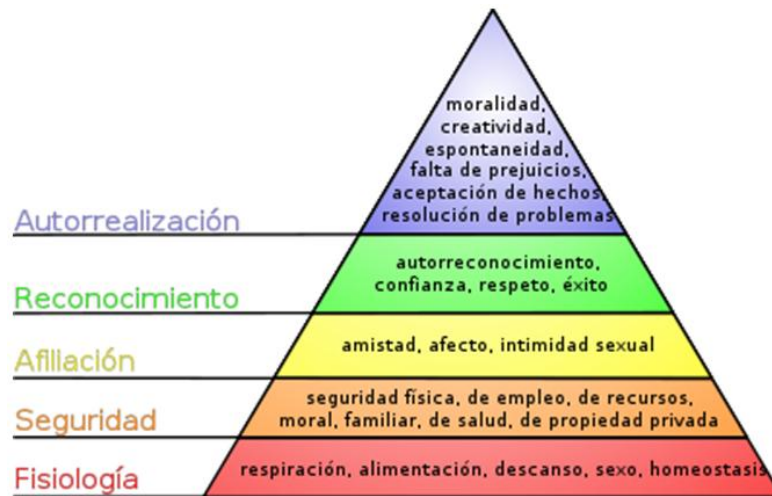 moralidad,
creatividad,
espontaneidad,
falta de prejuicios,
aceptación de hechos,
resolución de problemas
Autorrealización
autorreconocimiento,
confianza, respeto, éxito
Reconocimiento
amistad, afecto, intimidad sexual
Afiliación
seguridad física, de empleo, de recursos,
moral, familiar, de salud, de propiedad privada
Seguridad
respiración, alimentación, descanso, sexo, homeostasis
Fisiología